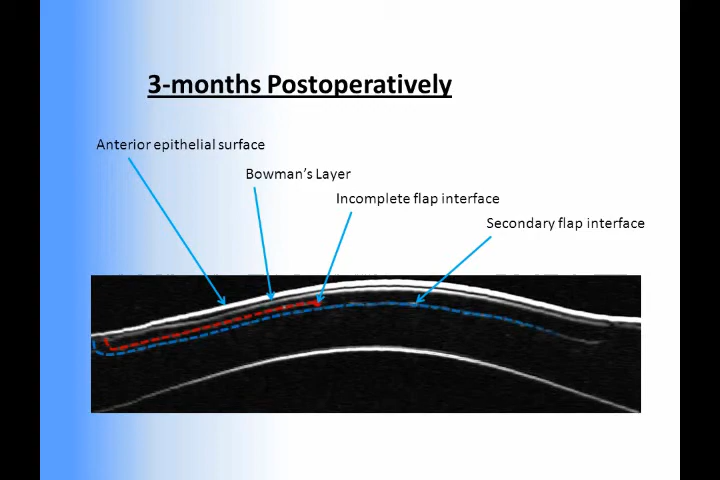 3-months Postoperatively
Anterior epithelial surface
Bowman's Layer
Incomplete flap interface
Secondary flap interface